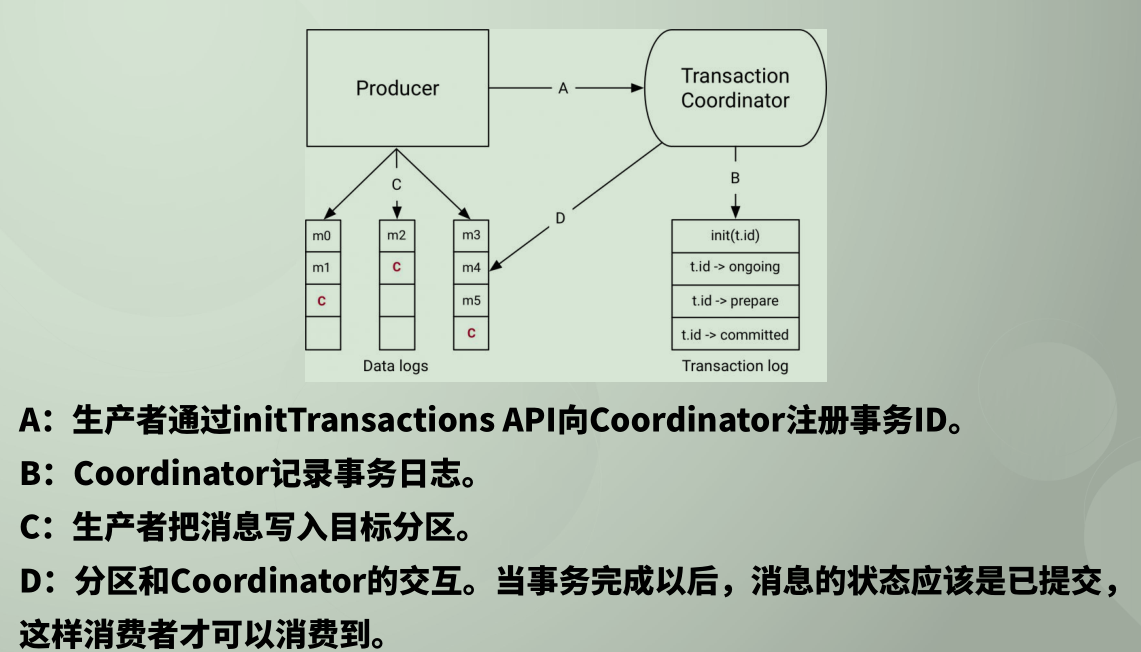 Producer
A
Transaction
Coordinator
C
B
D
m0
m2
m3
init(t.id)
m1
C
m4
t.id -> ongoing
C
m5
t.id -> prepare
C
t.id -> committed
Data logs
Transaction log
A：生产者通过initTransactions API向Coordinator注册事务ID。
B：Coordinator记录事务日志。
C：生产者把消息写入目标分区。
D：分区和Coordinator的交互。当事务完成以后，消息的状态应该是已提交，
这样消费者才可以消费到。